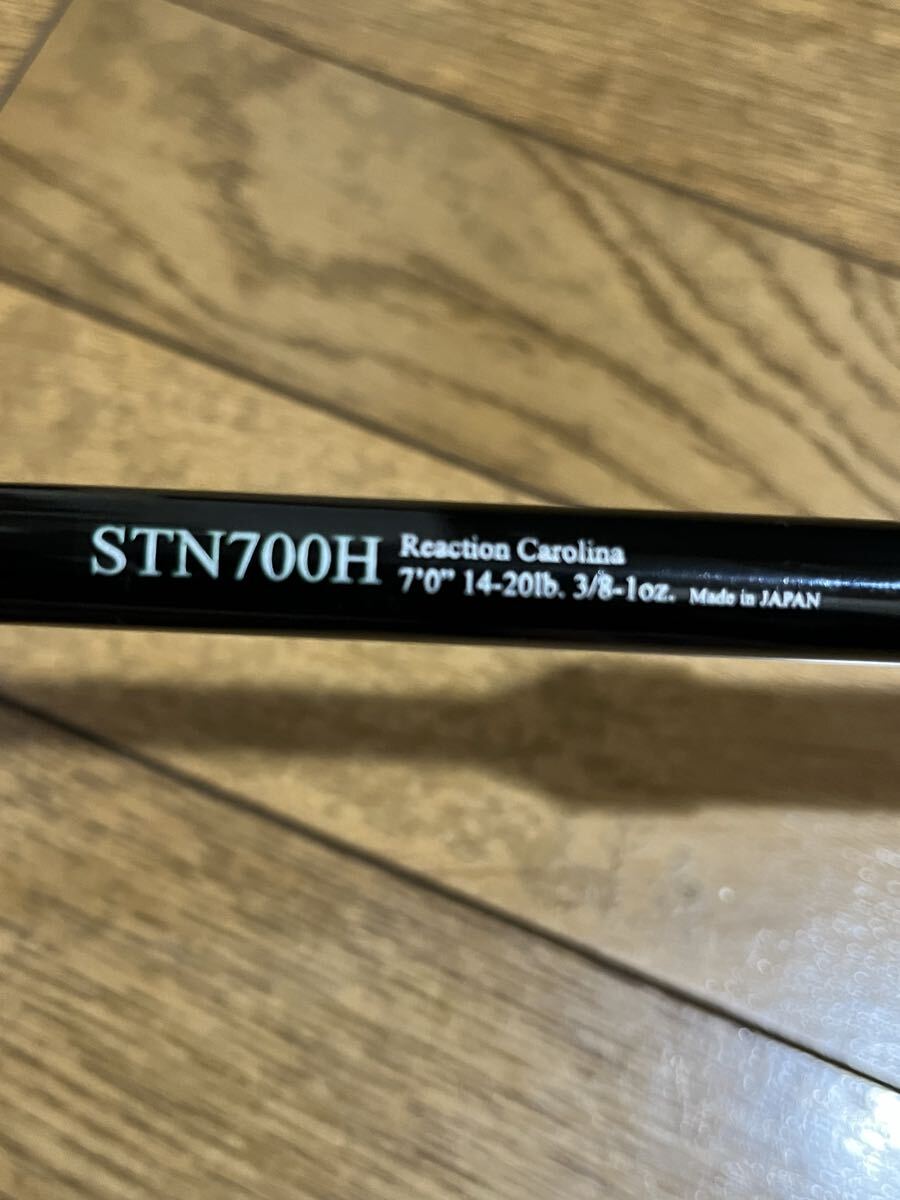 STN700H
Reaction Carolina
7'0" 14-20lb. 3/8-1oz. Made in JAPAN